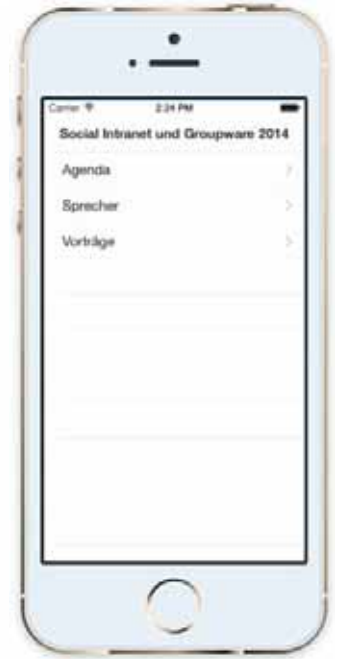 Carrier 2:24 PM
Social Intranet und Groupware 2014
Agenda
Sprecher
Vorträge